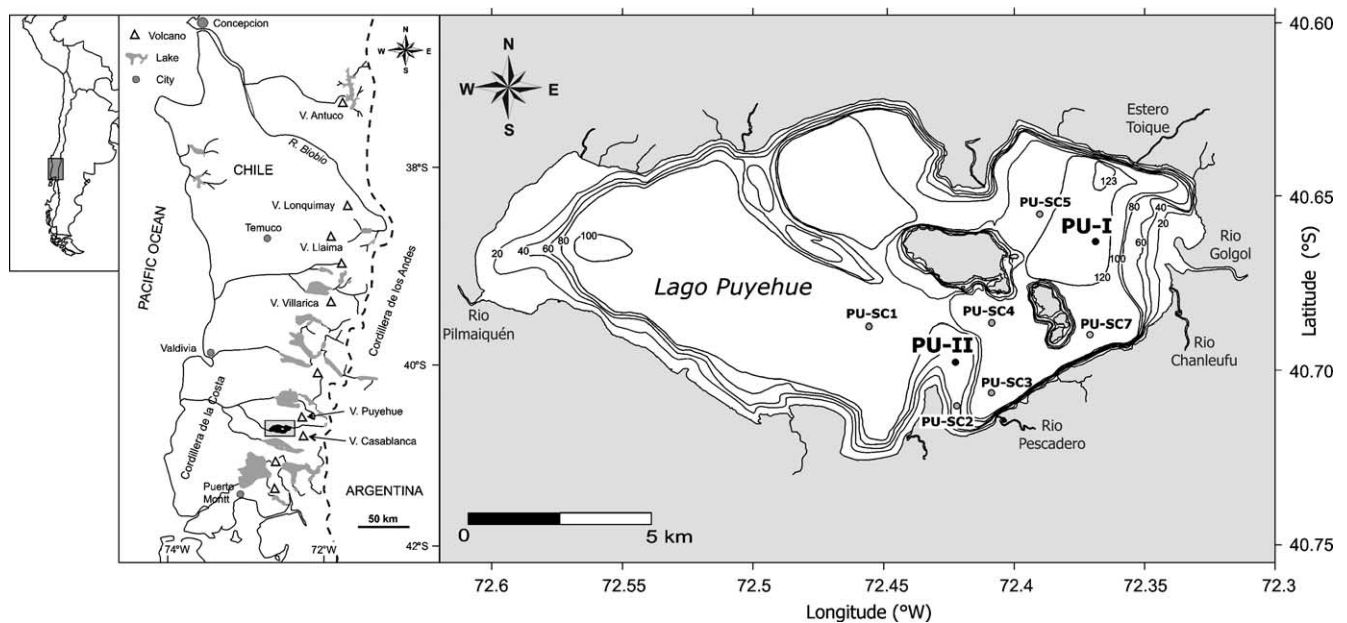 Concepcion
Volcano
Lake
City
N
W
E
S
V. Antuco
R. Biobio
38°S
CHILE
V. Lonquimay
Temuco
V. Llaima
PACIFIC OCEAN
Cordillera de los Andes
V. Villarica
Valdivia
40°S
Cordillera de la Costa
V. Puyehue
V. Casablanca
Puerto
Montt
ARGENTINA
50 km
74°W
72°W
42°S
N
W
E
S
Estero
Toique
123
PU-SC5
PU-I
80
40
20
60
100
120
Rio
Golgol
100
80
60
40
20
Lago Puyehue
Rio
Pilmaiquén
PU-SC1
PU-SC4
PU-SC7
Rio
Chanleufu
PU-II
PU-SC3
PU-SC2
Rio
Pescadero
0
5 km
40.60
40.65
40.70
40.75
Latitude (°S)
72.6
72.55
72.5
72.45
72.4
72.35
72.3
Longitude (°W)